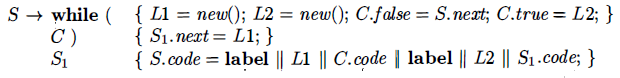 S → while ( { L1 = new(); L2 = new(); C.false = S.next; C.true = L2; }
C ) { S₁.next = L1; }
S₁ { S.code = label ‖ L1 ‖ C.code ‖ label ‖ L2 ‖ S₁.code; }